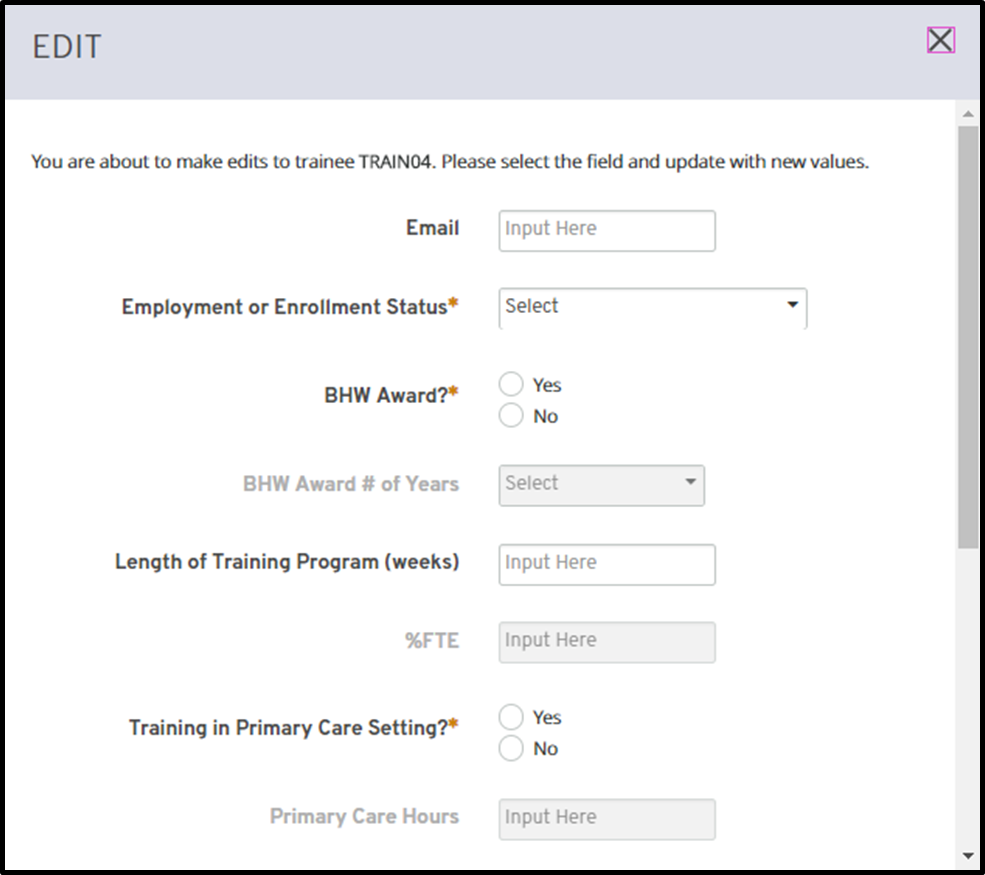 EDIT
You are about to make edits to trainee TRAIN04. Please select the field and update with new values.
Email Input Here
Employment or Enrollment Status* Select
BHW Award?* Yes
No
BHW Award # of Years Select
Length of Training Program (weeks) Input Here
%FTE Input Here
Training in Primary Care Setting?* Yes
No
Primary Care Hours Input Here